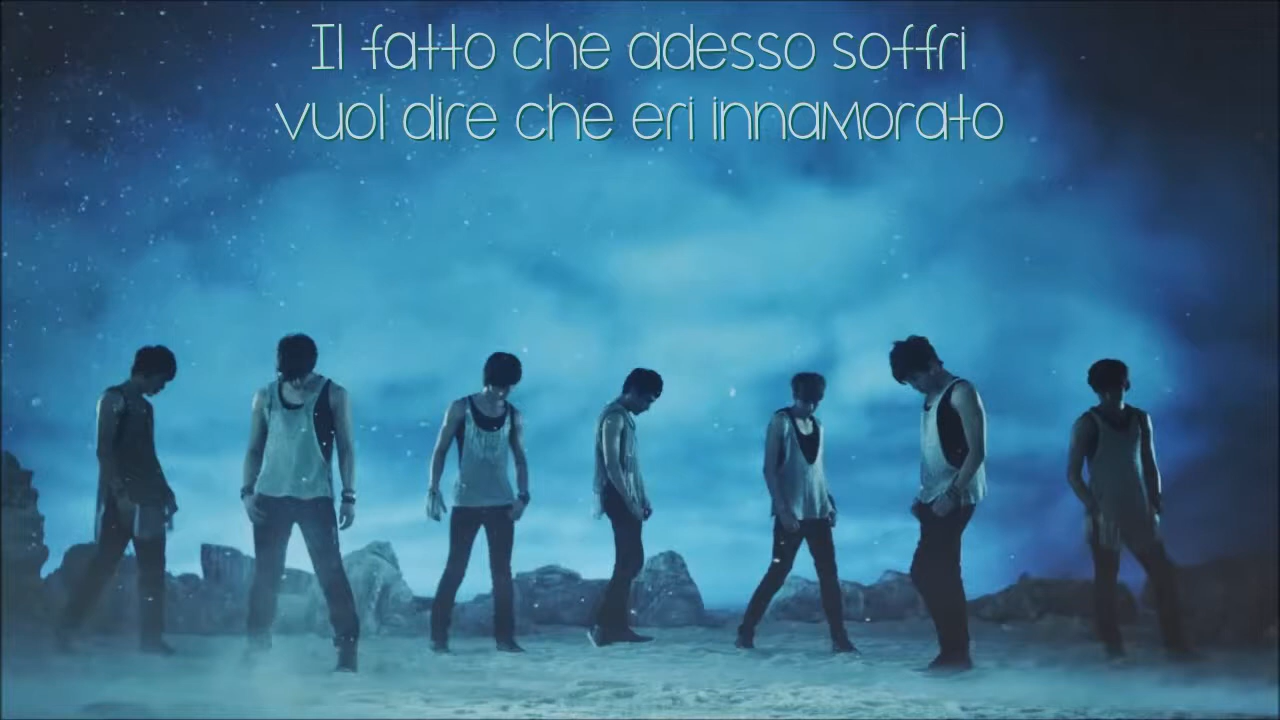 Il fatto che adesso soffri
vuol dire che eri innamorato